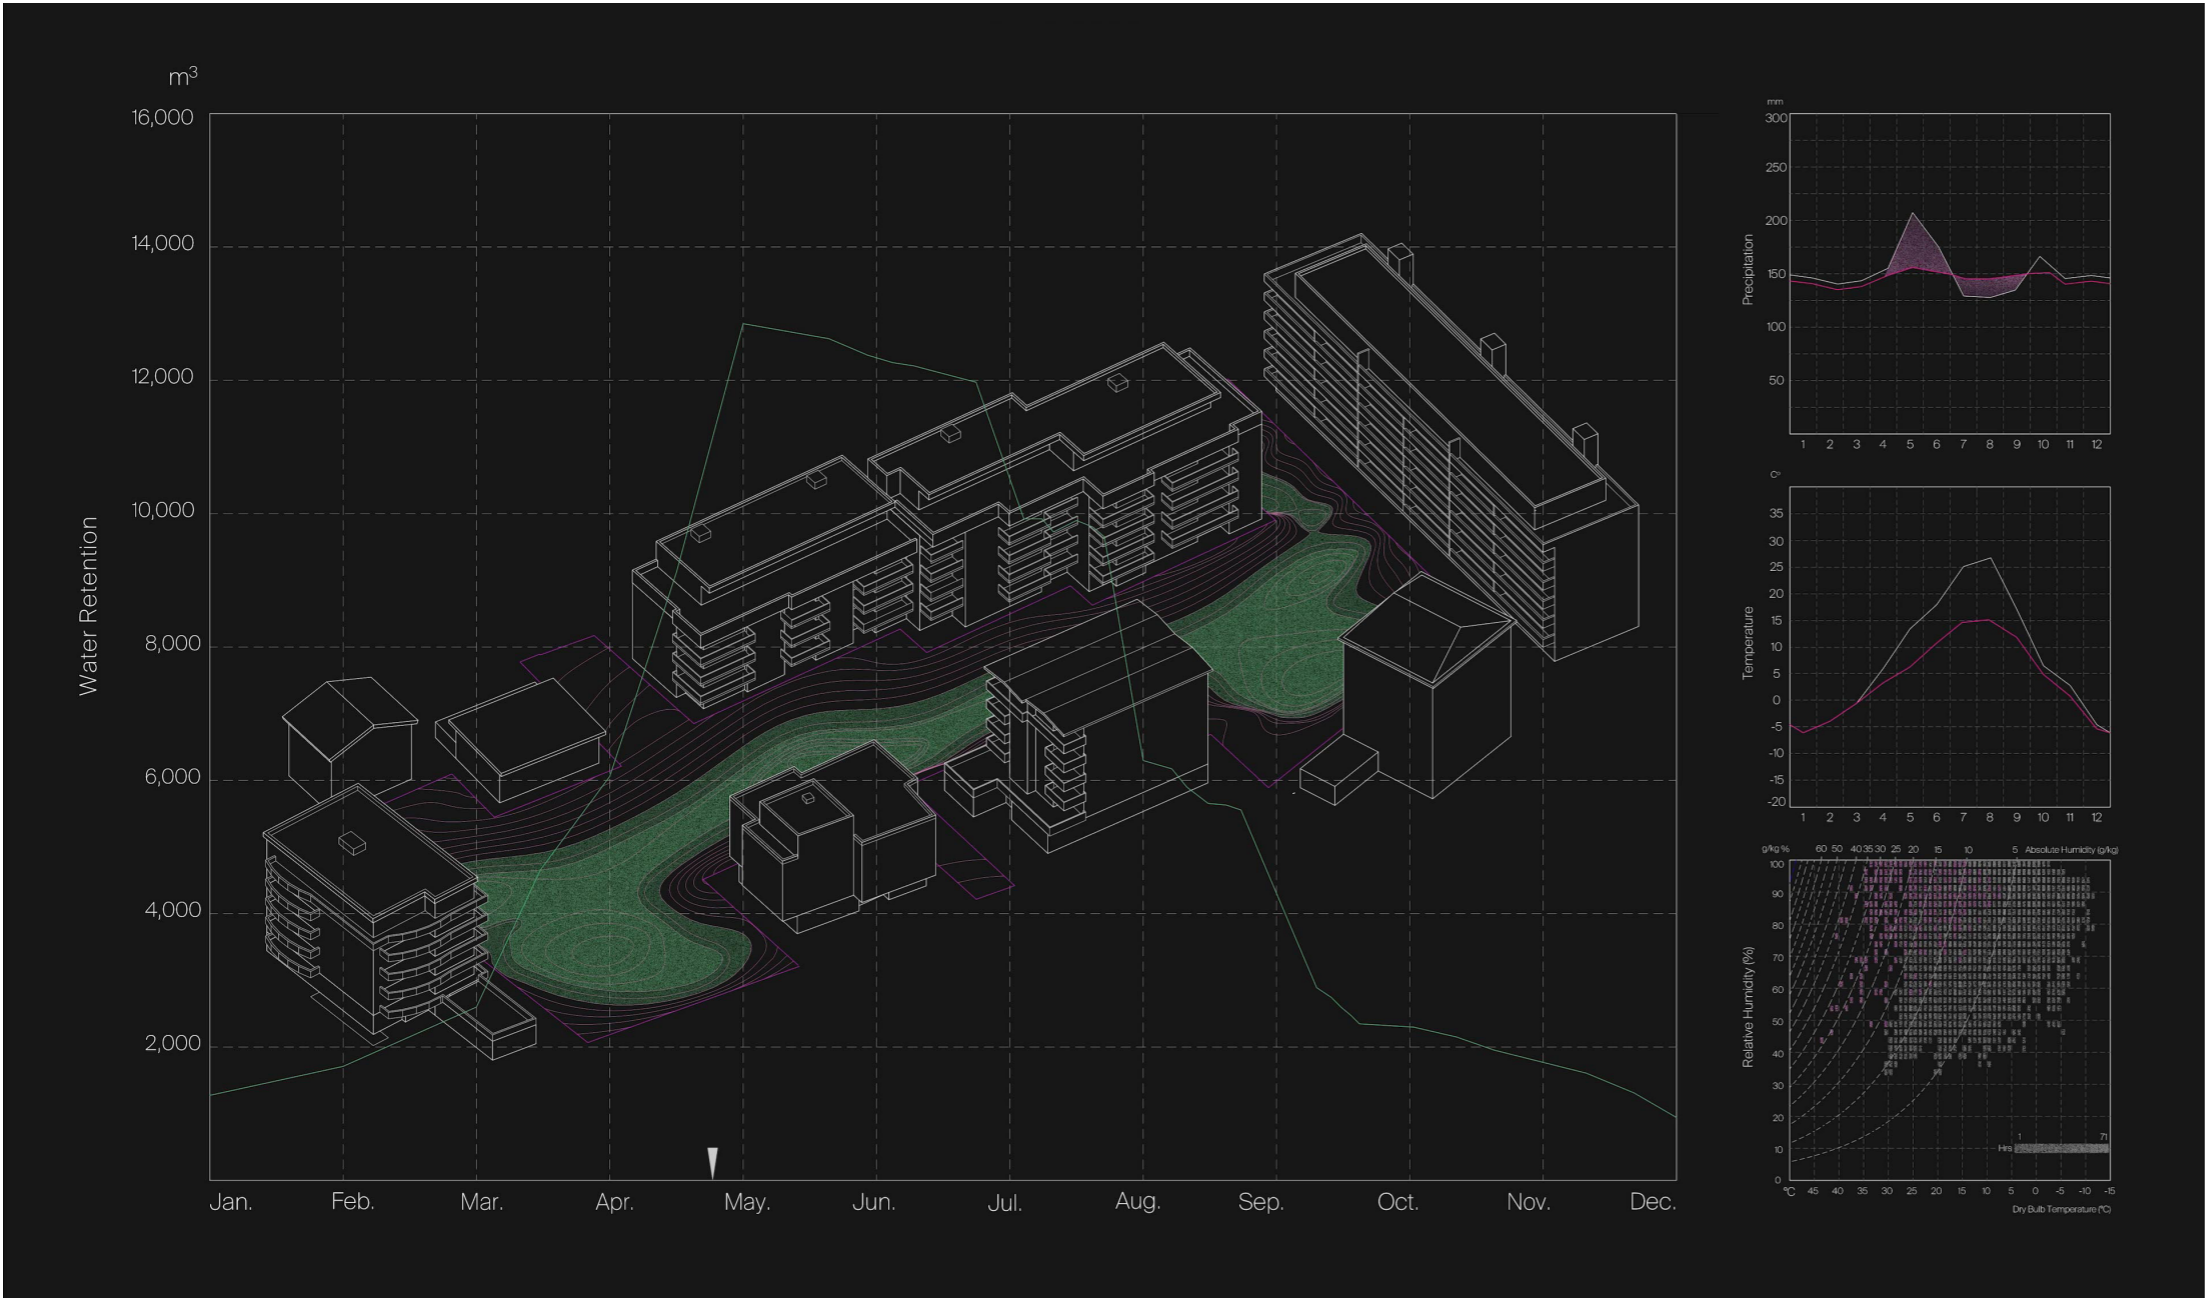 m³
16,000
14,000
12,000
10,000
8,000
6,000
4,000
2,000
Water Retention
Jan. Feb. Mar. Apr. May. Jun. Jul. Aug. Sep. Oct. Nov. Dec.
mm
300
250
200
150
100
50
Precipitation
1 2 3 4 5 6 7 8 9 10 11 12
C°
35
30
25
20
15
10
5
0
-5
-10
-15
-20
Temperature
1 2 3 4 5 6 7 8 9 10 11 12
g/kg % 60 50 40 35 30 25 20 15 10 5 Absolute Humidity (g/kg)
100
90
80
70
60
50
40
30
20
10
0
Relative Humidity (%)
1 71
Hrs
°C 45 40 35 30 25 20 15 10 5 0 -5 -10 -15
Dry Bulb Temperature (°C)